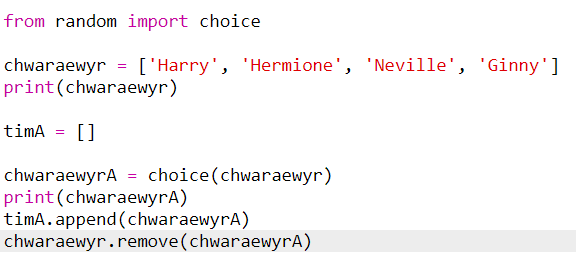 from random import choice
chwaraewyr = ['Harry', 'Hermione', 'Neville', 'Ginny']
print(chwaraewyr)
timA = []
chwaraewyrA = choice(chwaraewyr)
print(chwaraewyrA)
timA.append(chwaraewyrA)
chwaraewyr.remove(chwaraewyrA)